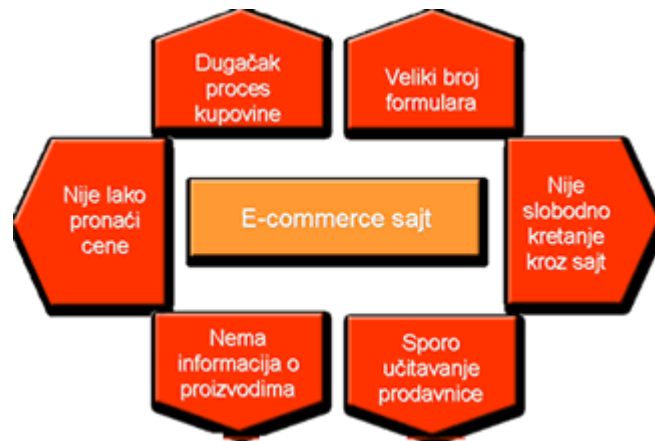 Dugačak
proces
kupovine
Veliki broj
formulara
Nije lako
pronaći
cene
E-commerce sajt
Nije
slobodno
kretanje
kroz sajt
Nema
informacija o
proizvodima
Sporo
učitavanje
prodavnice